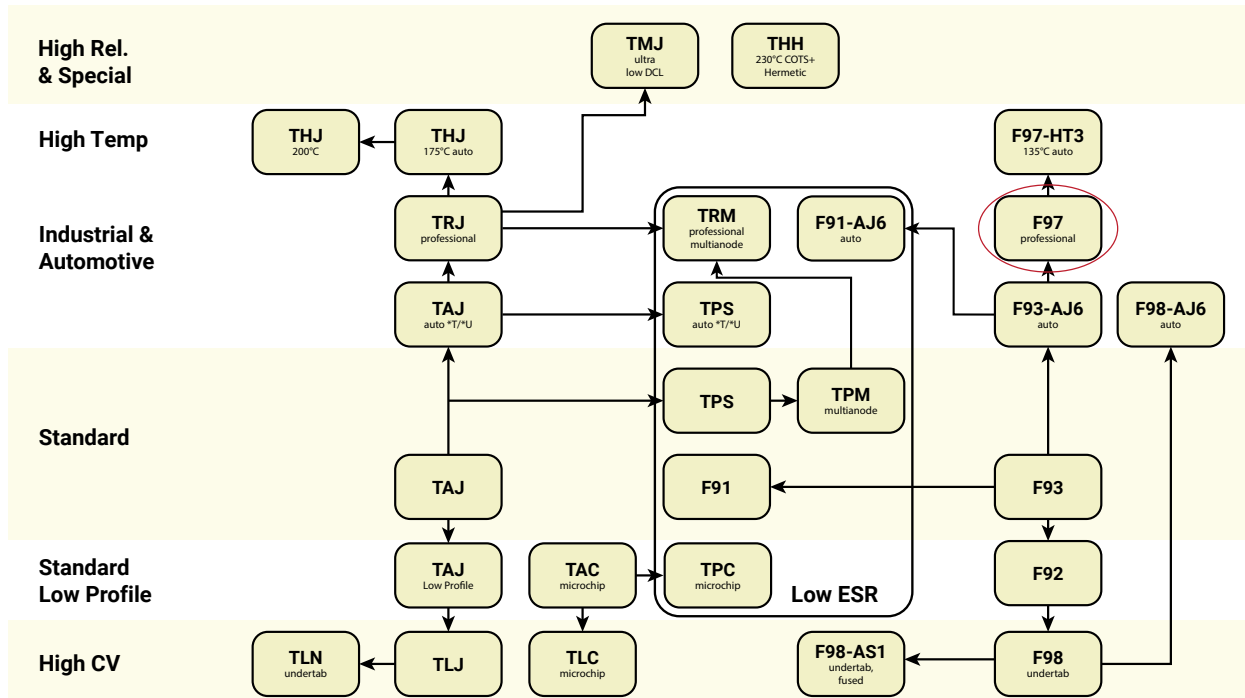 High Rel.
& Special
TMJ
ultra
low DCL
THH
230°C COTS+
Hermetic
High Temp
THJ
200°C
THJ
175°C auto
F97-HT3
135°C auto
Industrial &
Automotive
TRJ
professional
TRM
professional
multianode
F91-AJ6
auto
F97
professional
TAJ
auto *T/*U
TPS
auto *T/*U
F93-AJ6
auto
F98-AJ6
auto
Standard
TPS
TPM
multianode
TAJ
F91
F93
Standard
Low Profile
TAJ
Low Profile
TAC
microchip
TPC
microchip
Low ESR
F92
High CV
TLN
undertab
TLJ
TLC
microchip
F98-AS1
undertab,
fused
F98
undertab